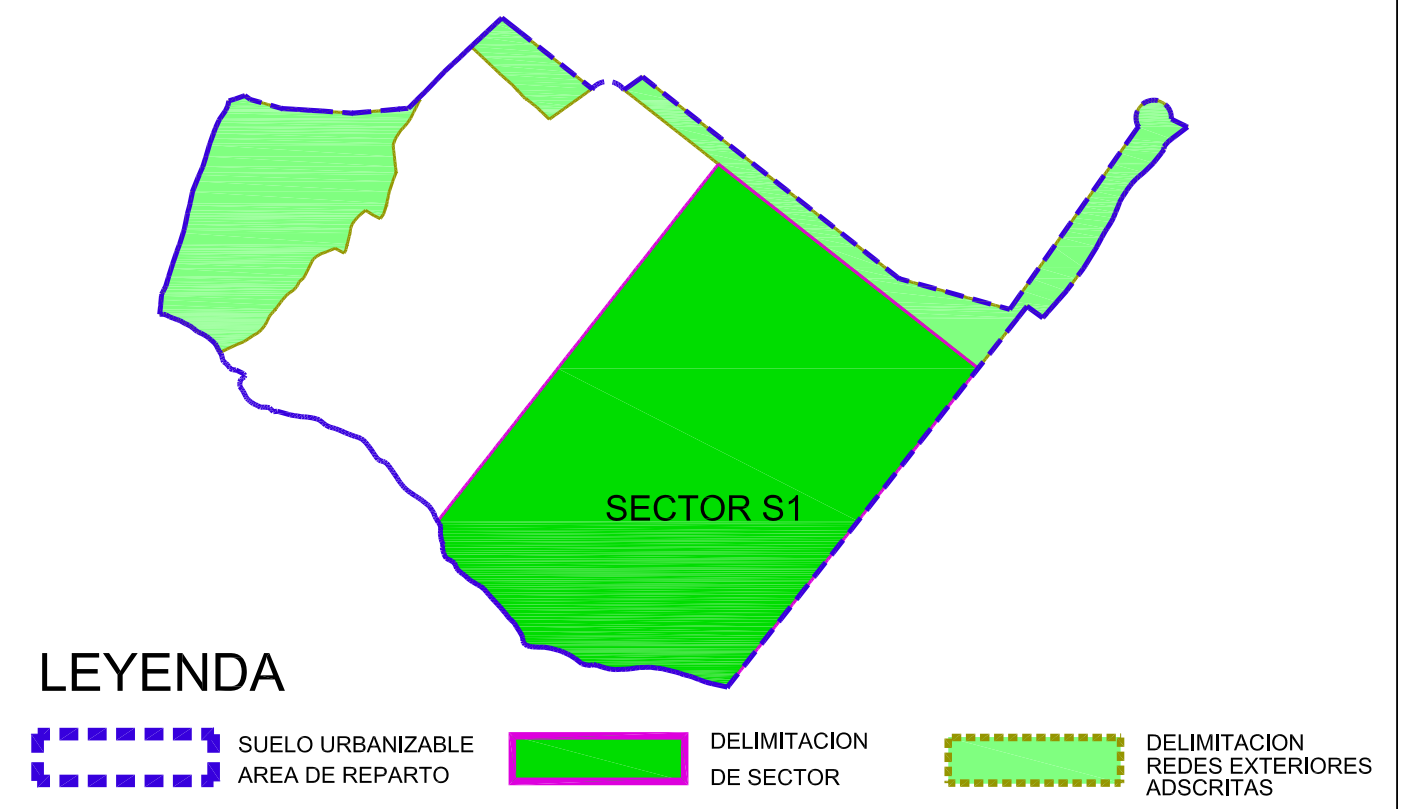 SECTOR S1
LEYENDA
SUELO URBANIZABLE
AREA DE REPARTO
DELIMITACION
DE SECTOR
DELIMITACION
REDES EXTERIORES
ADSCRITAS